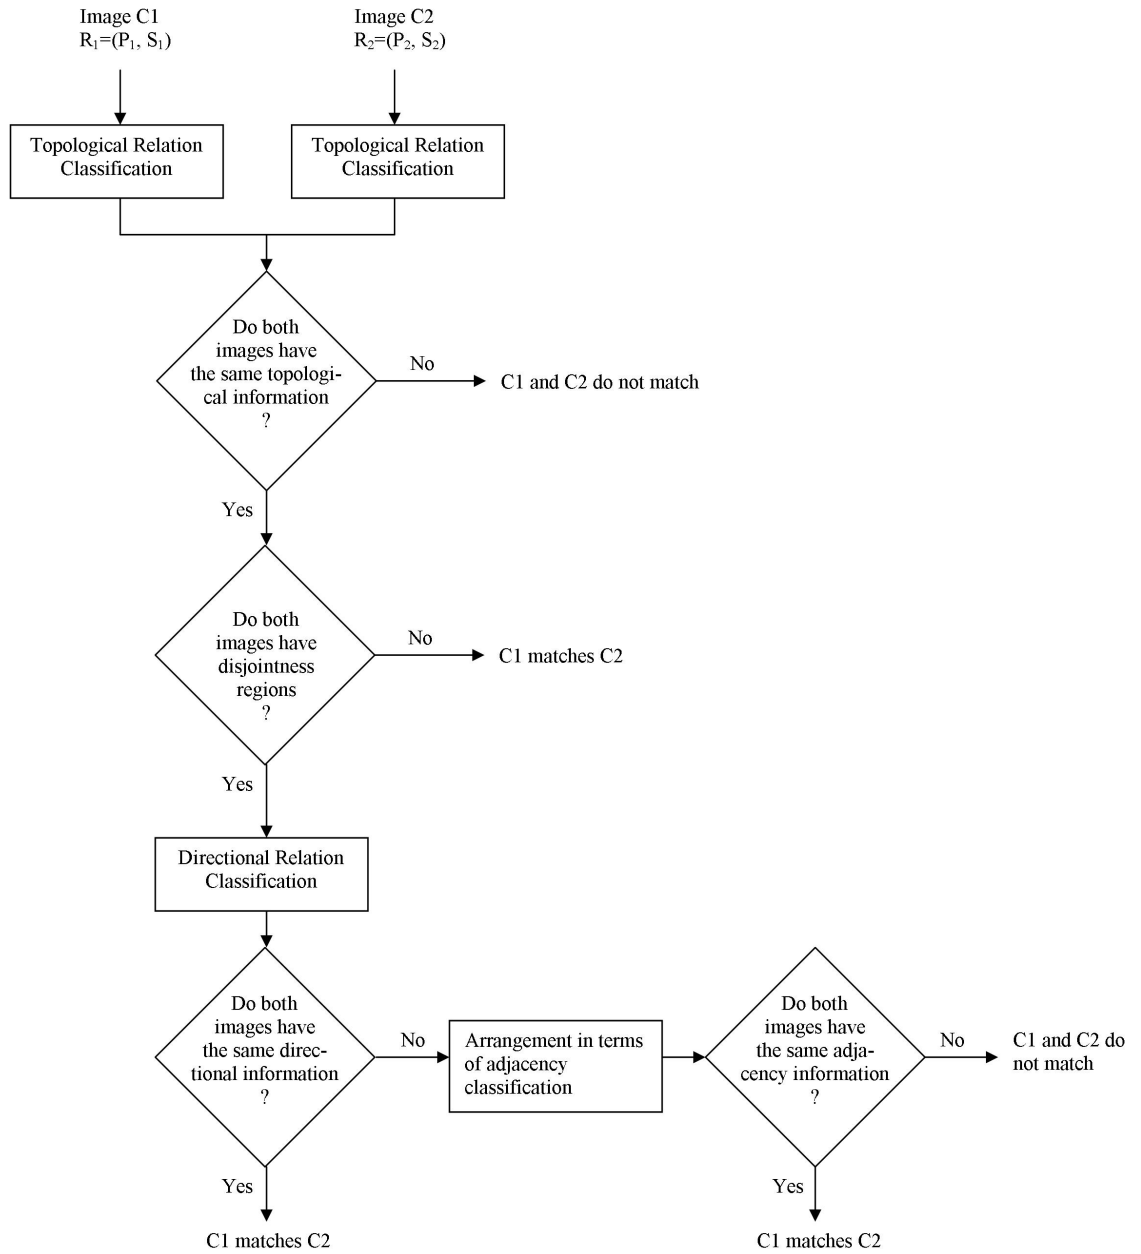 Image C1
R₁=(P₁, S₁)
Image C2
R₂=(P₂, S₂)
Topological Relation
Classification
Topological Relation
Classification
Do both
images have
the same topologi-
cal information
?
No
C1 and C2 do not match
Yes
Do both
images have
disjointness
regions
?
No
C1 matches C2
Yes
Directional Relation
Classification
Do both
images have
the same direc-
tional information
?
No
Arrangement in terms
of adjacency
classification
Do both
images have
the same adja-
cency information
?
No
C1 and C2 do
not match
Yes
C1 matches C2
Yes
C1 matches C2